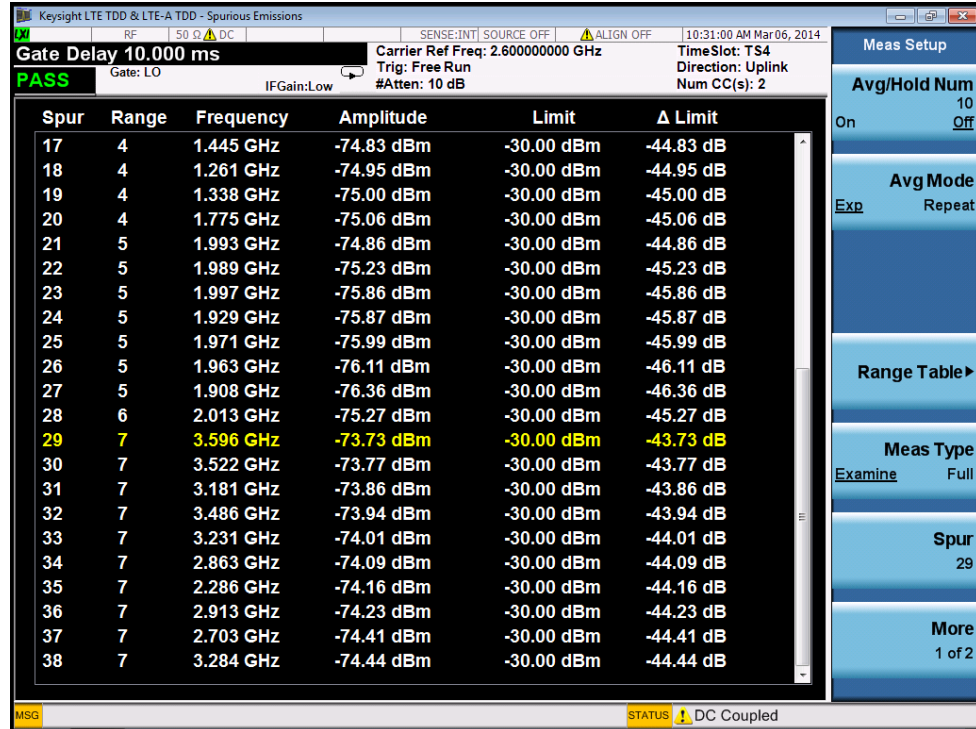 Keysight LTE TDD & LTE-A TDD - Spurious Emissions
LXI RF 50 Ω DC SENSE:INT SOURCE OFF ALIGN OFF 10:31:00 AM Mar 06, 2014
Gate Delay 10.000 ms Carrier Ref Freq: 2.600000000 GHz TimeSlot: TS4
Trig: Free Run Direction: Uplink
PASS Gate: LO IFGain:Low #Atten: 10 dB Num CC(s): 2
Spur Range Frequency Amplitude Limit Δ Limit
17 4 1.445 GHz -74.83 dBm -30.00 dBm -44.83 dB
18 4 1.261 GHz -74.95 dBm -30.00 dBm -44.95 dB
19 4 1.338 GHz -75.00 dBm -30.00 dBm -45.00 dB
20 4 1.775 GHz -75.06 dBm -30.00 dBm -45.06 dB
21 5 1.993 GHz -74.86 dBm -30.00 dBm -44.86 dB
22 5 1.989 GHz -75.23 dBm -30.00 dBm -45.23 dB
23 5 1.997 GHz -75.86 dBm -30.00 dBm -45.86 dB
24 5 1.929 GHz -75.87 dBm -30.00 dBm -45.87 dB
25 5 1.971 GHz -75.99 dBm -30.00 dBm -45.99 dB
26 5 1.963 GHz -76.11 dBm -30.00 dBm -46.11 dB
27 5 1.908 GHz -76.36 dBm -30.00 dBm -46.36 dB
28 6 2.013 GHz -75.27 dBm -30.00 dBm -45.27 dB
29 7 3.596 GHz -73.73 dBm -30.00 dBm -43.73 dB
30 7 3.522 GHz -73.77 dBm -30.00 dBm -43.77 dB
31 7 3.181 GHz -73.86 dBm -30.00 dBm -43.86 dB
32 7 3.486 GHz -73.94 dBm -30.00 dBm -43.94 dB
33 7 3.231 GHz -74.01 dBm -30.00 dBm -44.01 dB
34 7 2.863 GHz -74.09 dBm -30.00 dBm -44.09 dB
35 7 2.286 GHz -74.16 dBm -30.00 dBm -44.16 dB
36 7 2.913 GHz -74.23 dBm -30.00 dBm -44.23 dB
37 7 2.703 GHz -74.41 dBm -30.00 dBm -44.41 dB
38 7 3.284 GHz -74.44 dBm -30.00 dBm -44.44 dB
Meas Setup
Avg/Hold Num
10
On Off
Avg Mode
Exp Repeat
Range Table
Meas Type
Examine Full
Spur
29
More
1 of 2
MSG STATUS DC Coupled